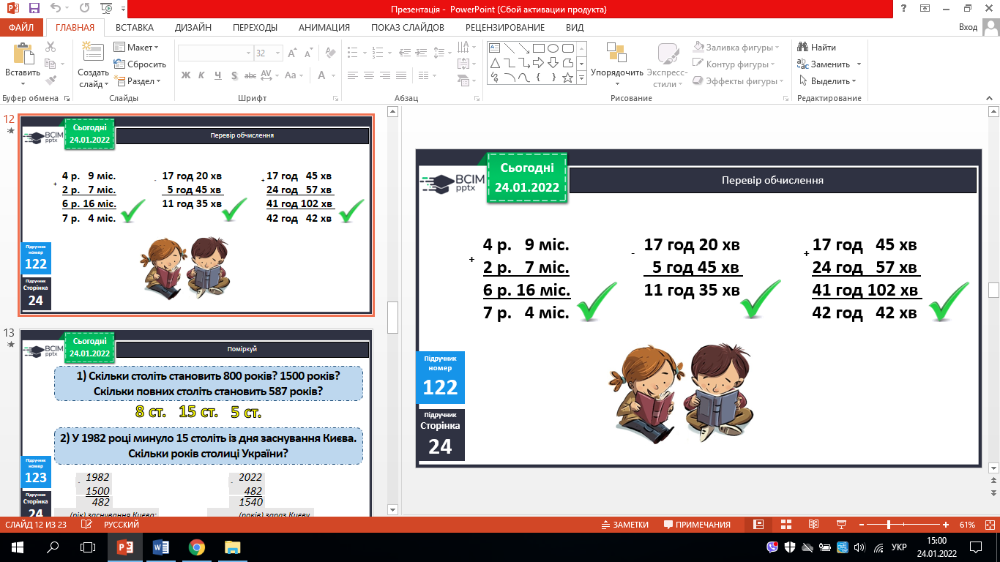 Презентація - PowerPoint (Сбой активации продукта)
ФАЙЛ ГЛАВНАЯ ВСТАВКА ДИЗАЙН ПЕРЕХОДЫ АНИМАЦИЯ ПОКАЗ СЛАЙДОВ РЕЦЕНЗИРОВАНИЕ ВИД Вход
Вставить
Создать слайд
Макет
Сбросить
Раздел
32
Ж К Ч S abc AV Aa А
Упорядочить
Экспресс-стили
Заливка фигуры
Контур фигуры
Эффекты фигуры
Найти
Заменить
Выделить
Буфер обмена Слайды Шрифт Абзац Рисование Редактирование
12
BCIM pptx
Сьогодні
24.01.2022
Перевір обчислення
4 р. 9 міс. - 17 год 20 хв 17 год 45 хв
+ 2 р. 7 міс. 5 год 45 хв + 24 год 57 хв
6 р. 16 міс. 11 год 35 хв 41 год 102 хв
7 р. 4 міс. 42 год 42 хв
Підручник
номер
122
Підручник
Сторінка
24
13
BCIM pptx
Сьогодні
24.01.2022
Поміркуй
1) Скільки століть становить 800 років? 1500 років?
Скільки повних століть становить 587 років?
8 ст. 15 ст. 5 ст.
2) У 1982 році минуло 15 століть із дня заснування Києва.
Скільки років столиці України?
1982 2022
- 1500 - 482
482 1540
(рік) заснування Києва; (років) зараз Києву
Підручник
номер
123
Підручник
Сторінка
24
BCIM pptx
Сьогодні
24.01.2022
Перевір обчислення
4 р. 9 міс. - 17 год 20 хв + 17 год 45 хв
+ 2 р. 7 міс. 5 год 45 хв 24 год 57 хв
6 р. 16 міс. 11 год 35 хв 41 год 102 хв
7 р. 4 міс. 42 год 42 хв
Підручник
номер
122
Підручник
Сторінка
24
СЛАЙД 12 ИЗ 23 РУССКИЙ ЗАМЕТКИ ПРИМЕЧАНИЯ 61%
УКР
15:00
24.01.2022